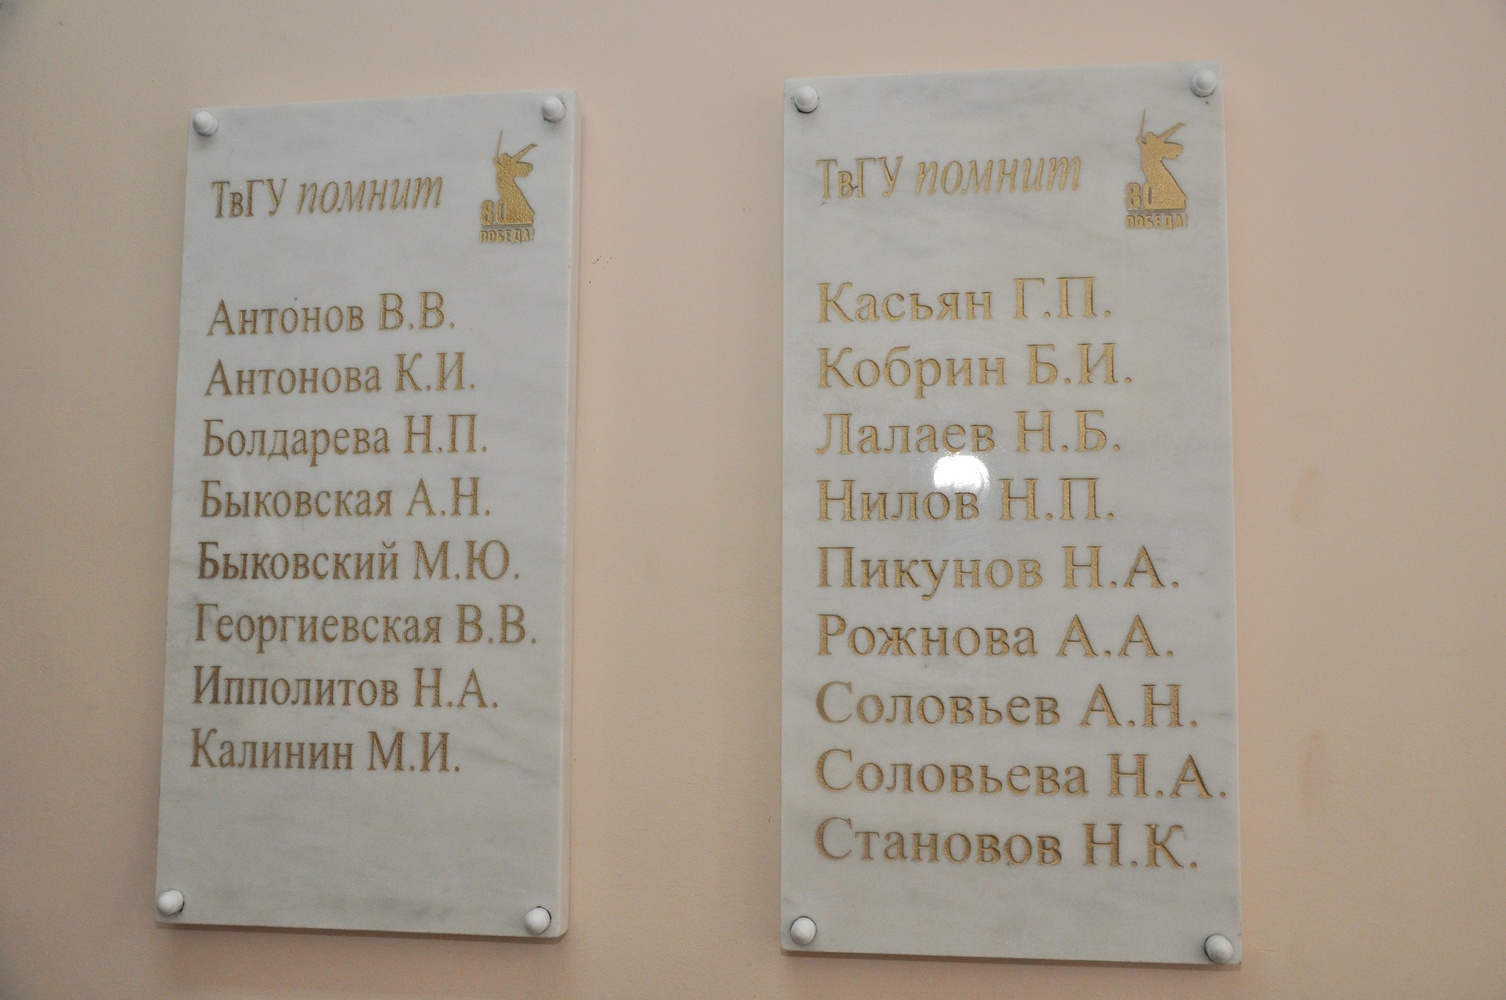 ТвГУ помнит
80
ПОБЕДА!
Антонов В.В.
Антонова К.И.
Болдарева Н.П.
Быковская А.Н.
Быковский М.Ю.
Георгиевская В.В.
Ипполитов Н.А.
Калинин М.И.
ТвГУ помнит
80
ПОБЕДА!
Касьян Г.П.
Кобрин Б.И.
Лалаев Н.Б.
Нилов Н.П.
Пикунов Н.А.
Рожнова А.А.
Соловьев А.Н.
Соловьева Н.А.
Становов Н.К.